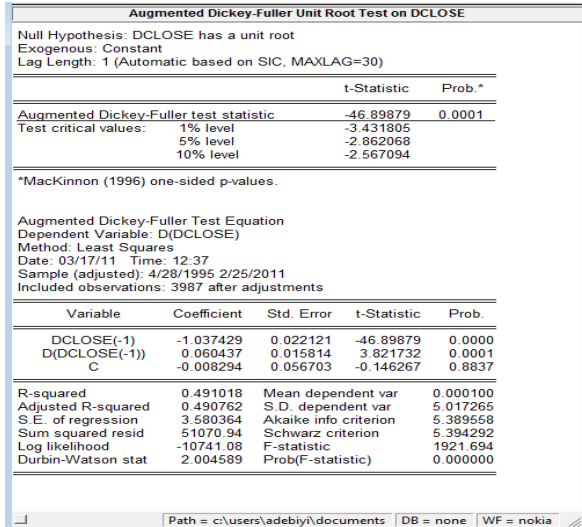 Augmented Dickey-Fuller Unit Root Test on DCLOSE
Null Hypothesis: DCLOSE has a unit root
Exogenous: Constant
Lag Length: 1 (Automatic based on SIC, MAXLAG=30)
t-Statistic Prob.*
Augmented Dickey-Fuller test statistic -46.89879 0.0001
Test critical values: 1% level -3.431805
5% level -2.862068
10% level -2.567094
*MacKinnon (1996) one-sided p-values.
Augmented Dickey-Fuller Test Equation
Dependent Variable: D(DCLOSE)
Method: Least Squares
Date: 03/17/11 Time: 12:37
Sample (adjusted): 4/28/1995 2/25/2011
Included observations: 3987 after adjustments
Variable Coefficient Std. Error t-Statistic Prob.
DCLOSE(-1) -1.037429 0.022121 -46.89879 0.0000
D(DCLOSE(-1)) 0.060437 0.015814 3.821732 0.0001
C -0.008294 0.056703 -0.146267 0.8837
R-squared 0.491018 Mean dependent var 0.000100
Adjusted R-squared 0.490762 S.D. dependent var 5.017265
S.E. of regression 3.580364 Akaike info criterion 5.389558
Sum squared resid 51070.94 Schwarz criterion 5.394292
Log likelihood -10741.08 F-statistic 1921.694
Durbin-Watson stat 2.004589 Prob(F-statistic) 0.000000
Path = c:\users\adebiyi\documents DB = none WF = nokia